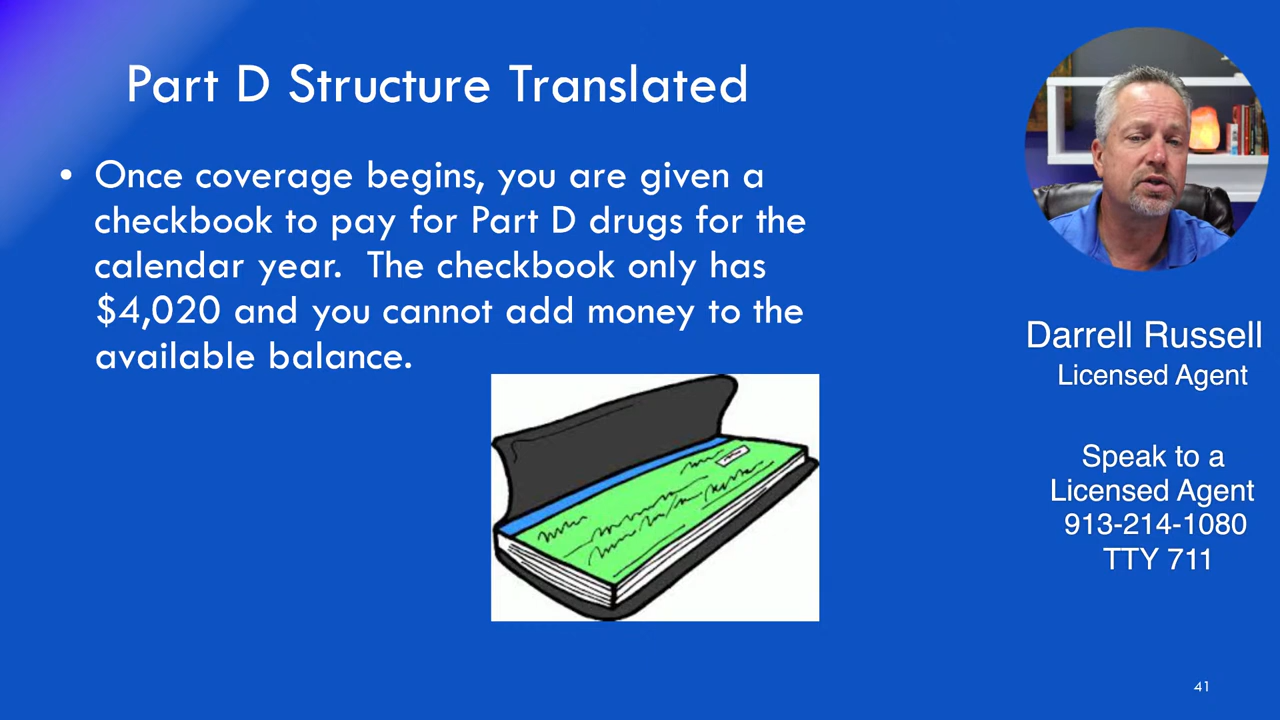 Part D Structure Translated
• Once coverage begins, you are given a
checkbook to pay for Part D drugs for the
calendar year.  The checkbook only has
$4,020 and you cannot add money to the
available balance.
Darrell Russell
Licensed Agent
Speak to a
Licensed Agent
913-214-1080
TTY 711
41